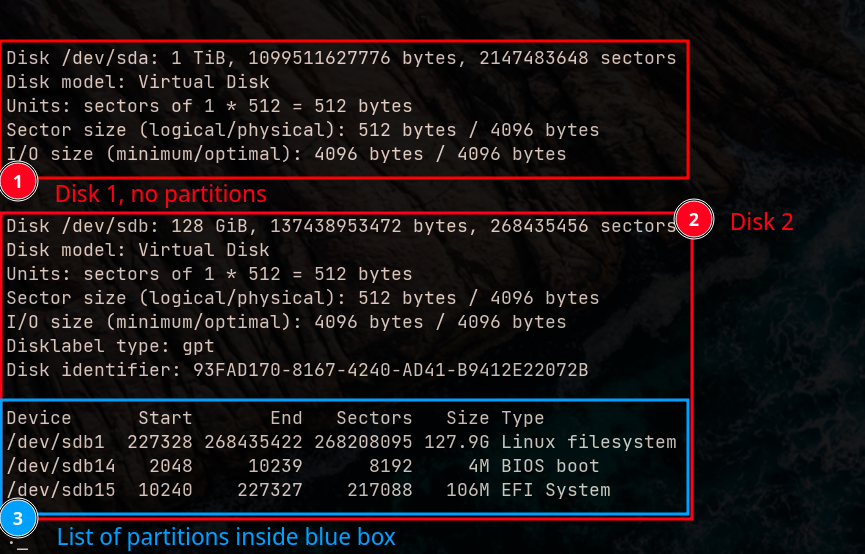 Disk /dev/sda: 1 TiB, 1099511627776 bytes, 2147483648 sectors
Disk model: Virtual Disk
Units: sectors of 1 * 512 = 512 bytes
Sector size (logical/physical): 512 bytes / 4096 bytes
I/O size (minimum/optimal): 4096 bytes / 4096 bytes
1
Disk 1, no partitions
Disk /dev/sdb: 128 GiB, 137438953472 bytes, 268435456 sectors
2
Disk 2
Disk model: Virtual Disk
Units: sectors of 1 * 512 = 512 bytes
Sector size (logical/physical): 512 bytes / 4096 bytes
I/O size (minimum/optimal): 4096 bytes / 4096 bytes
Disklabel type: gpt
Disk identifier: 93FAD170-8167-4240-AD41-B9412E22072B
Device Start End Sectors Size Type
/dev/sdb1 227328 268435422 268208095 127.9G Linux filesystem
/dev/sdb14 2048 10239 8192 4M BIOS boot
/dev/sdb15 10240 227327 217088 106M EFI System
3
List of partitions inside blue box
:_